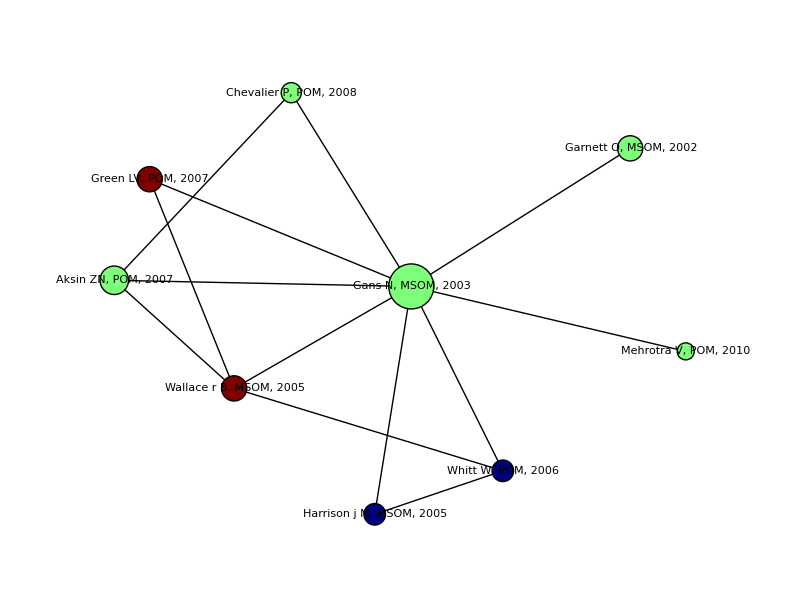 Chevalier P, POM, 2008
Garnett O, MSOM, 2002
Green LV, POM, 2007
Aksin ZN, POM, 2007
Gans N, MSOM, 2003
Mehrotra V, POM, 2010
Wallace r B, MSOM, 2005
Whitt W, POM, 2006
Harrison j M, MSOM, 2005